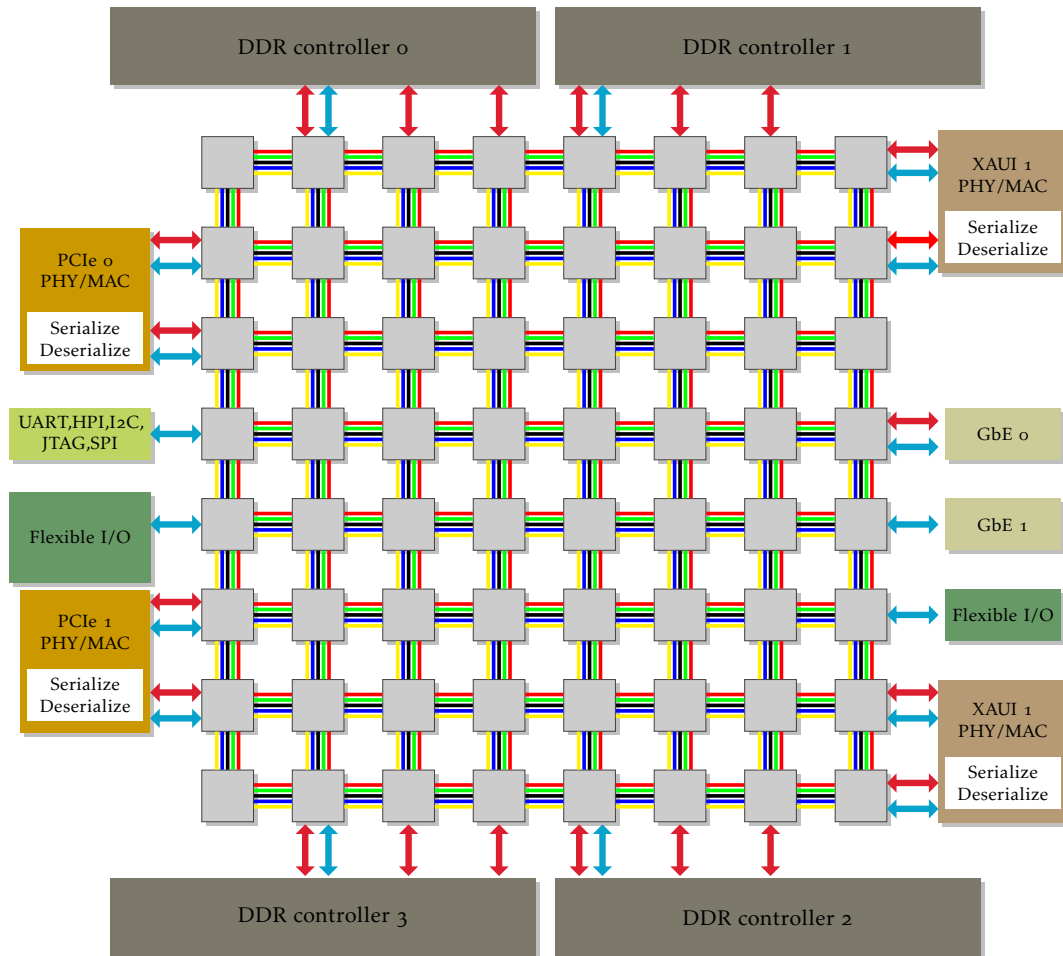 DDR controller 0
DDR controller 1
XAUI 1
PHY/MAC
Serialize
Deserialize
PCIe 0
PHY/MAC
Serialize
Deserialize
UART,HPI,I2C,
JTAG,SPI
GbE 0
Flexible I/O
GbE 1
PCIe 1
PHY/MAC
Serialize
Deserialize
Flexible I/O
XAUI 1
PHY/MAC
Serialize
Deserialize
DDR controller 3
DDR controller 2